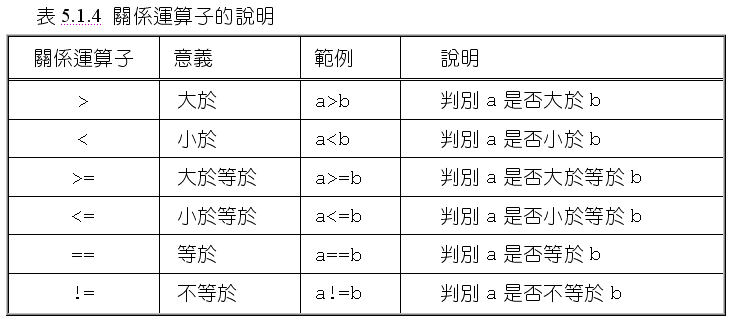 表 5.1.4 關係運算子的說明
關係運算子 意義 範例 說明
> 大於 a>b 判別 a 是否大於 b
< 小於 a<b 判別 a 是否小於 b
>= 大於等於 a>=b 判別 a 是否大於等於 b
<= 小於等於 a<=b 判別 a 是否小於等於 b
== 等於 a==b 判別 a 是否等於 b
!= 不等於 a!=b 判別 a 是否不等於 b